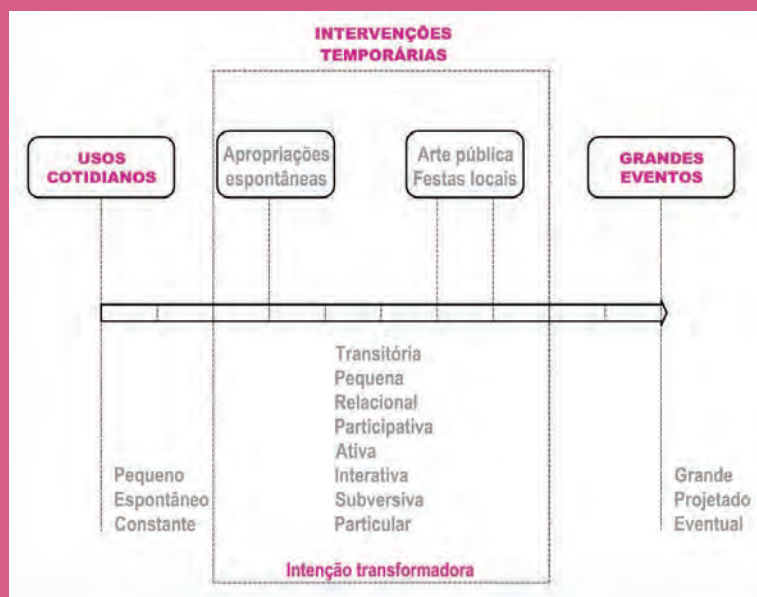 INTERVENÇÕES
TEMPORÁRIAS
USOS
COTIDIANOS
Apropriações
espontâneas
Arte pública
Festas locais
GRANDES
EVENTOS
Transitória
Pequena
Relacional
Participativa
Ativa
Interativa
Subversiva
Particular
Pequeno
Espontâneo
Constante
Grande
Projetado
Eventual
Intenção transformadora